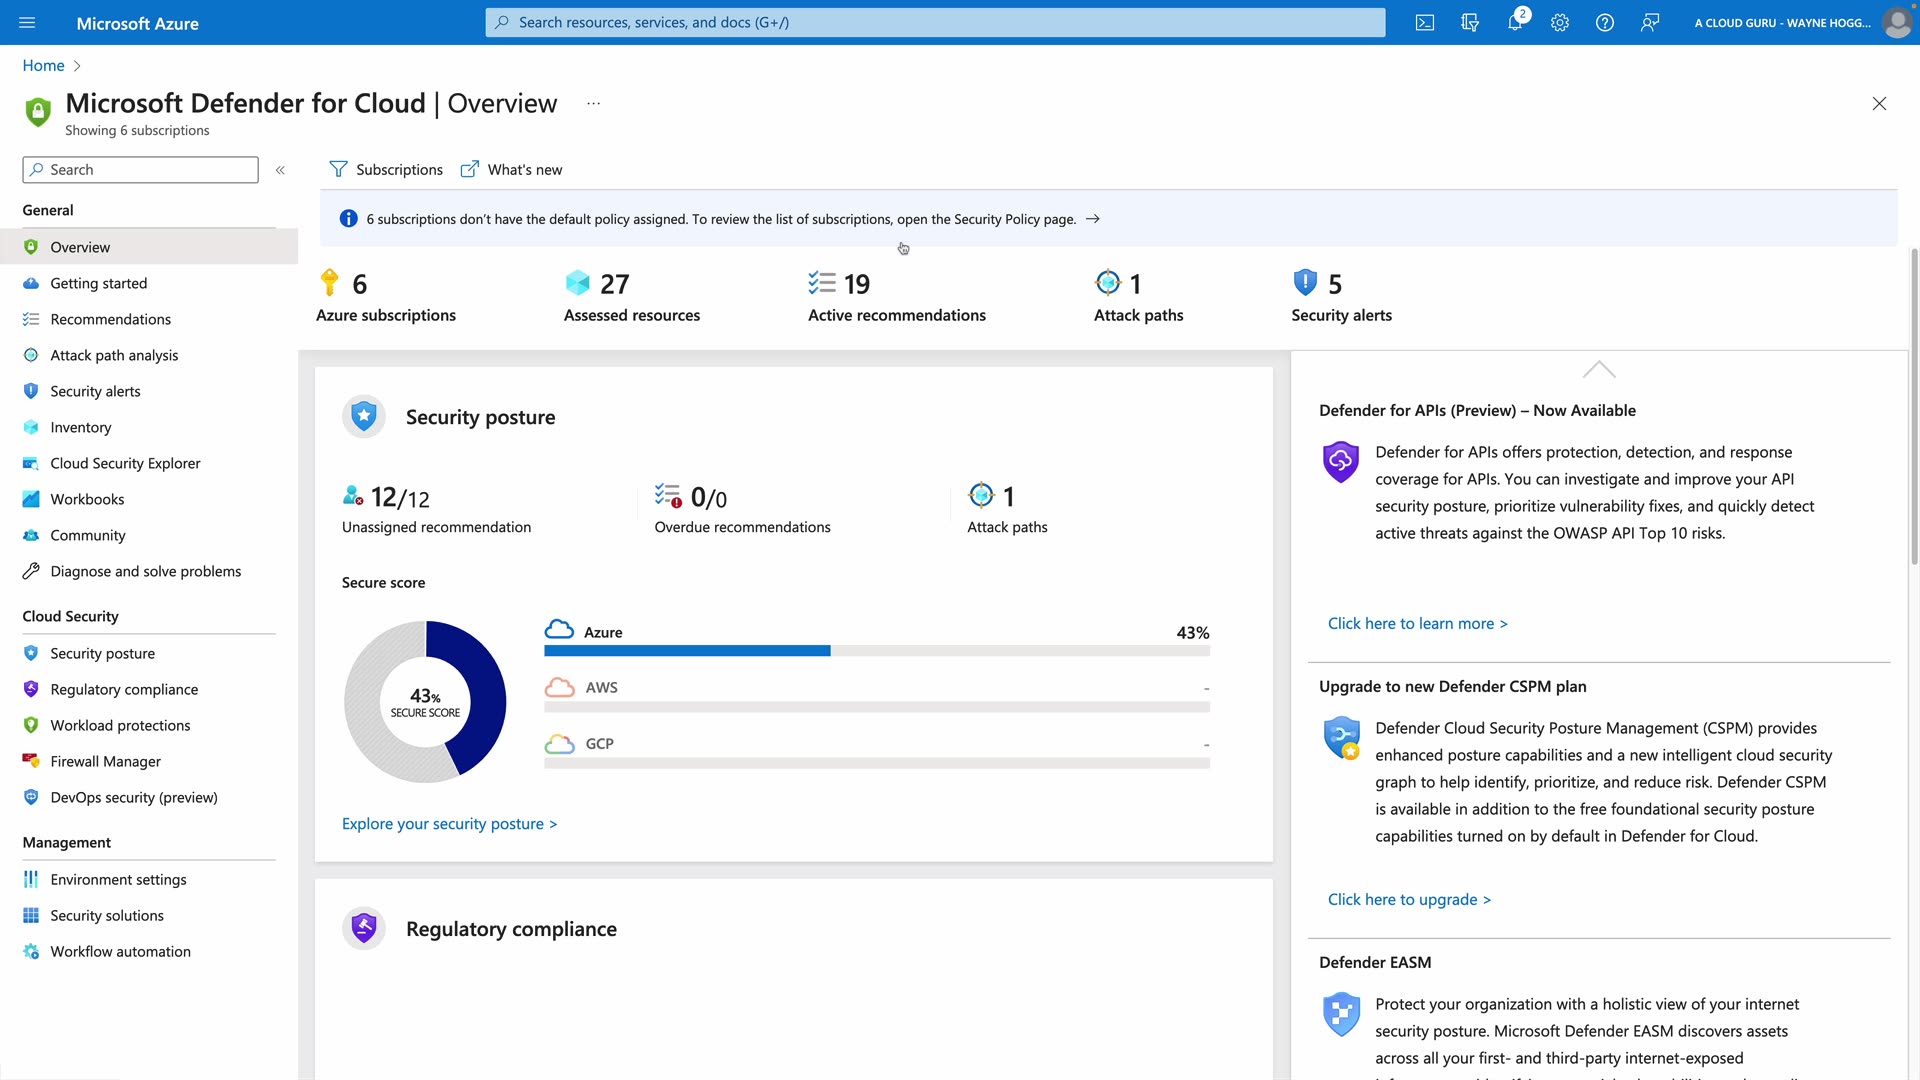 Microsoft Azure
Search resources, services, and docs (G+/)
2
A CLOUD GURU - WAYNE HOGG...
Home >
Microsoft Defender for Cloud | Overview ...
Showing 6 subscriptions
Search
«
Subscriptions
What's new
General
Overview
Getting started
Recommendations
Attack path analysis
Security alerts
Inventory
Cloud Security Explorer
Workbooks
Community
Diagnose and solve problems
Cloud Security
Security posture
Regulatory compliance
Workload protections
Firewall Manager
DevOps security (preview)
Management
Environment settings
Security solutions
Workflow automation
6 subscriptions don't have the default policy assigned. To review the list of subscriptions, open the Security Policy page. →
6
Azure subscriptions
27
Assessed resources
19
Active recommendations
1
Attack paths
5
Security alerts
Security posture
12/12
Unassigned recommendation
0/0
Overdue recommendations
1
Attack paths
Secure score
43%
SECURE SCORE
Azure 43%
AWS -
GCP -
Explore your security posture >
Regulatory compliance
Defender for APIs (Preview) – Now Available
Defender for APIs offers protection, detection, and response
coverage for APIs. You can investigate and improve your API
security posture, prioritize vulnerability fixes, and quickly detect
active threats against the OWASP API Top 10 risks.
Click here to learn more >
Upgrade to new Defender CSPM plan
Defender Cloud Security Posture Management (CSPM) provides
enhanced posture capabilities and a new intelligent cloud security
graph to help identify, prioritize, and reduce risk. Defender CSPM
is available in addition to the free foundational security posture
capabilities turned on by default in Defender for Cloud.
Click here to upgrade >
Defender EASM
Protect your organization with a holistic view of your internet
security posture. Microsoft Defender EASM discovers assets
across all your first- and third-party internet-exposed